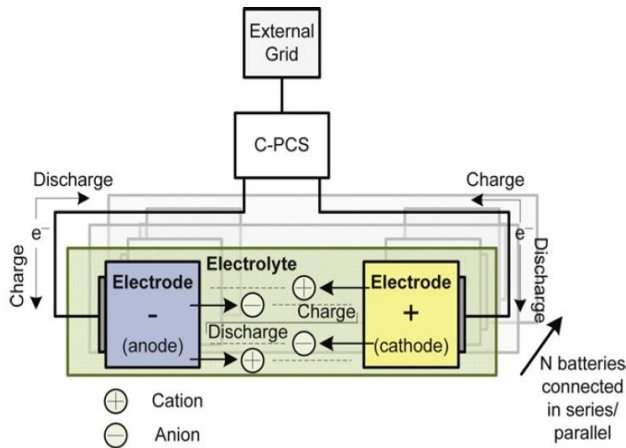 External
Grid
C-PCS
Discharge
Charge
e⁻
e⁻
Charge
Discharge
Electrolyte
Electrode
-
(anode)
Electrode
+
(cathode)
+
−
Charge
Discharge
−
+
N batteries
connected
in series/
parallel
+ Cation
− Anion